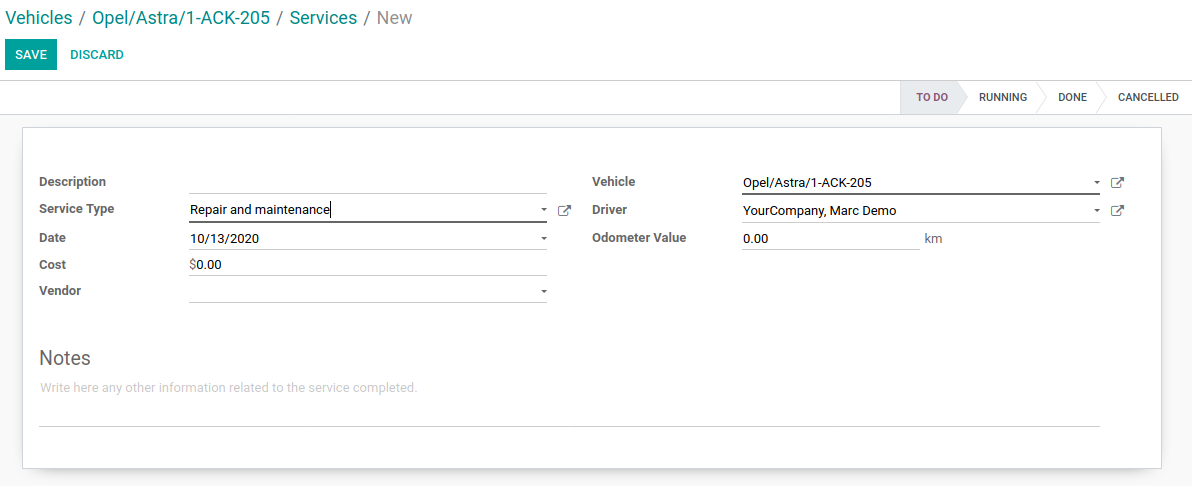 Vehicles / Opel/Astra/1-ACK-205 / Services / New
SAVE DISCARD
TO DO RUNNING DONE CANCELLED
Description
Service Type Repair and maintenance
Date 10/13/2020
Cost $0.00
Vendor
Vehicle Opel/Astra/1-ACK-205
Driver YourCompany, Marc Demo
Odometer Value 0.00 km
Notes
Write here any other information related to the service completed.